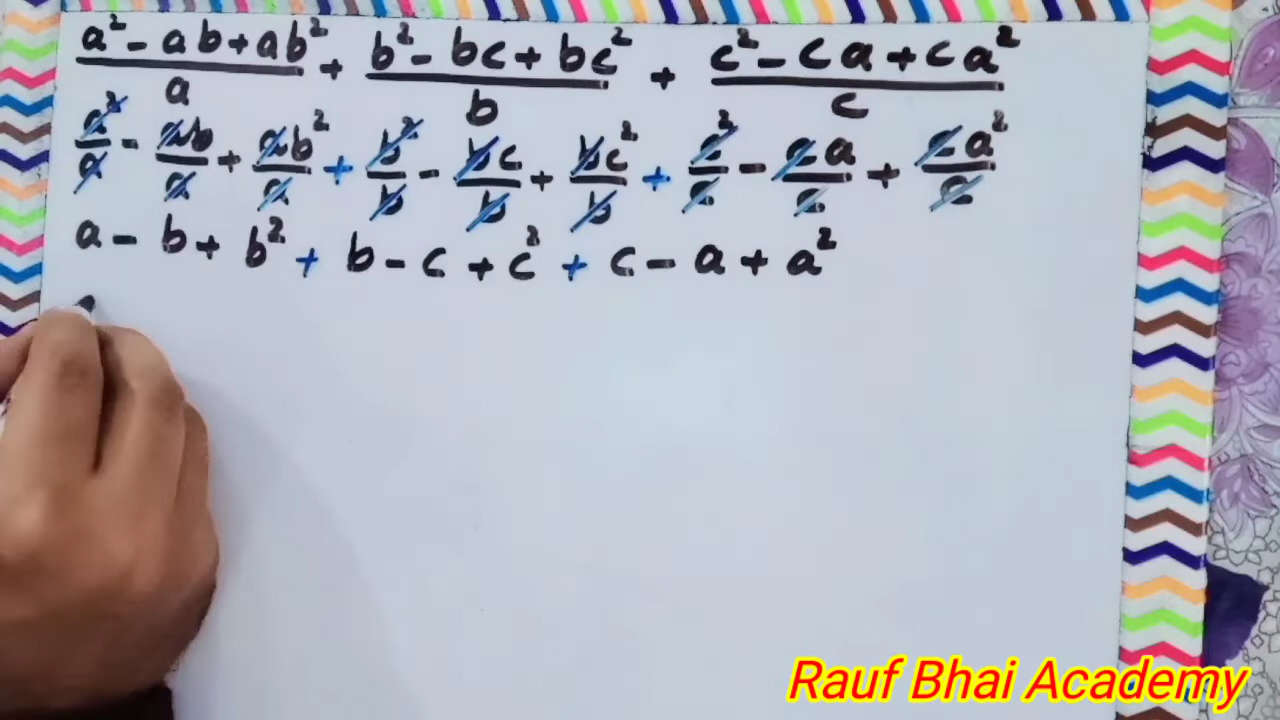 (a² - ab + ab²)/a + (b² - bc + bc²)/b + (c² - ca + ca²)/c
a²/a - ab/a + ab²/a + b²/b - bc/b + bc²/b + c²/c - ca/c + ca²/c
a - b + b² + b - c + c² + c - a + a²
Rauf Bhai Academy